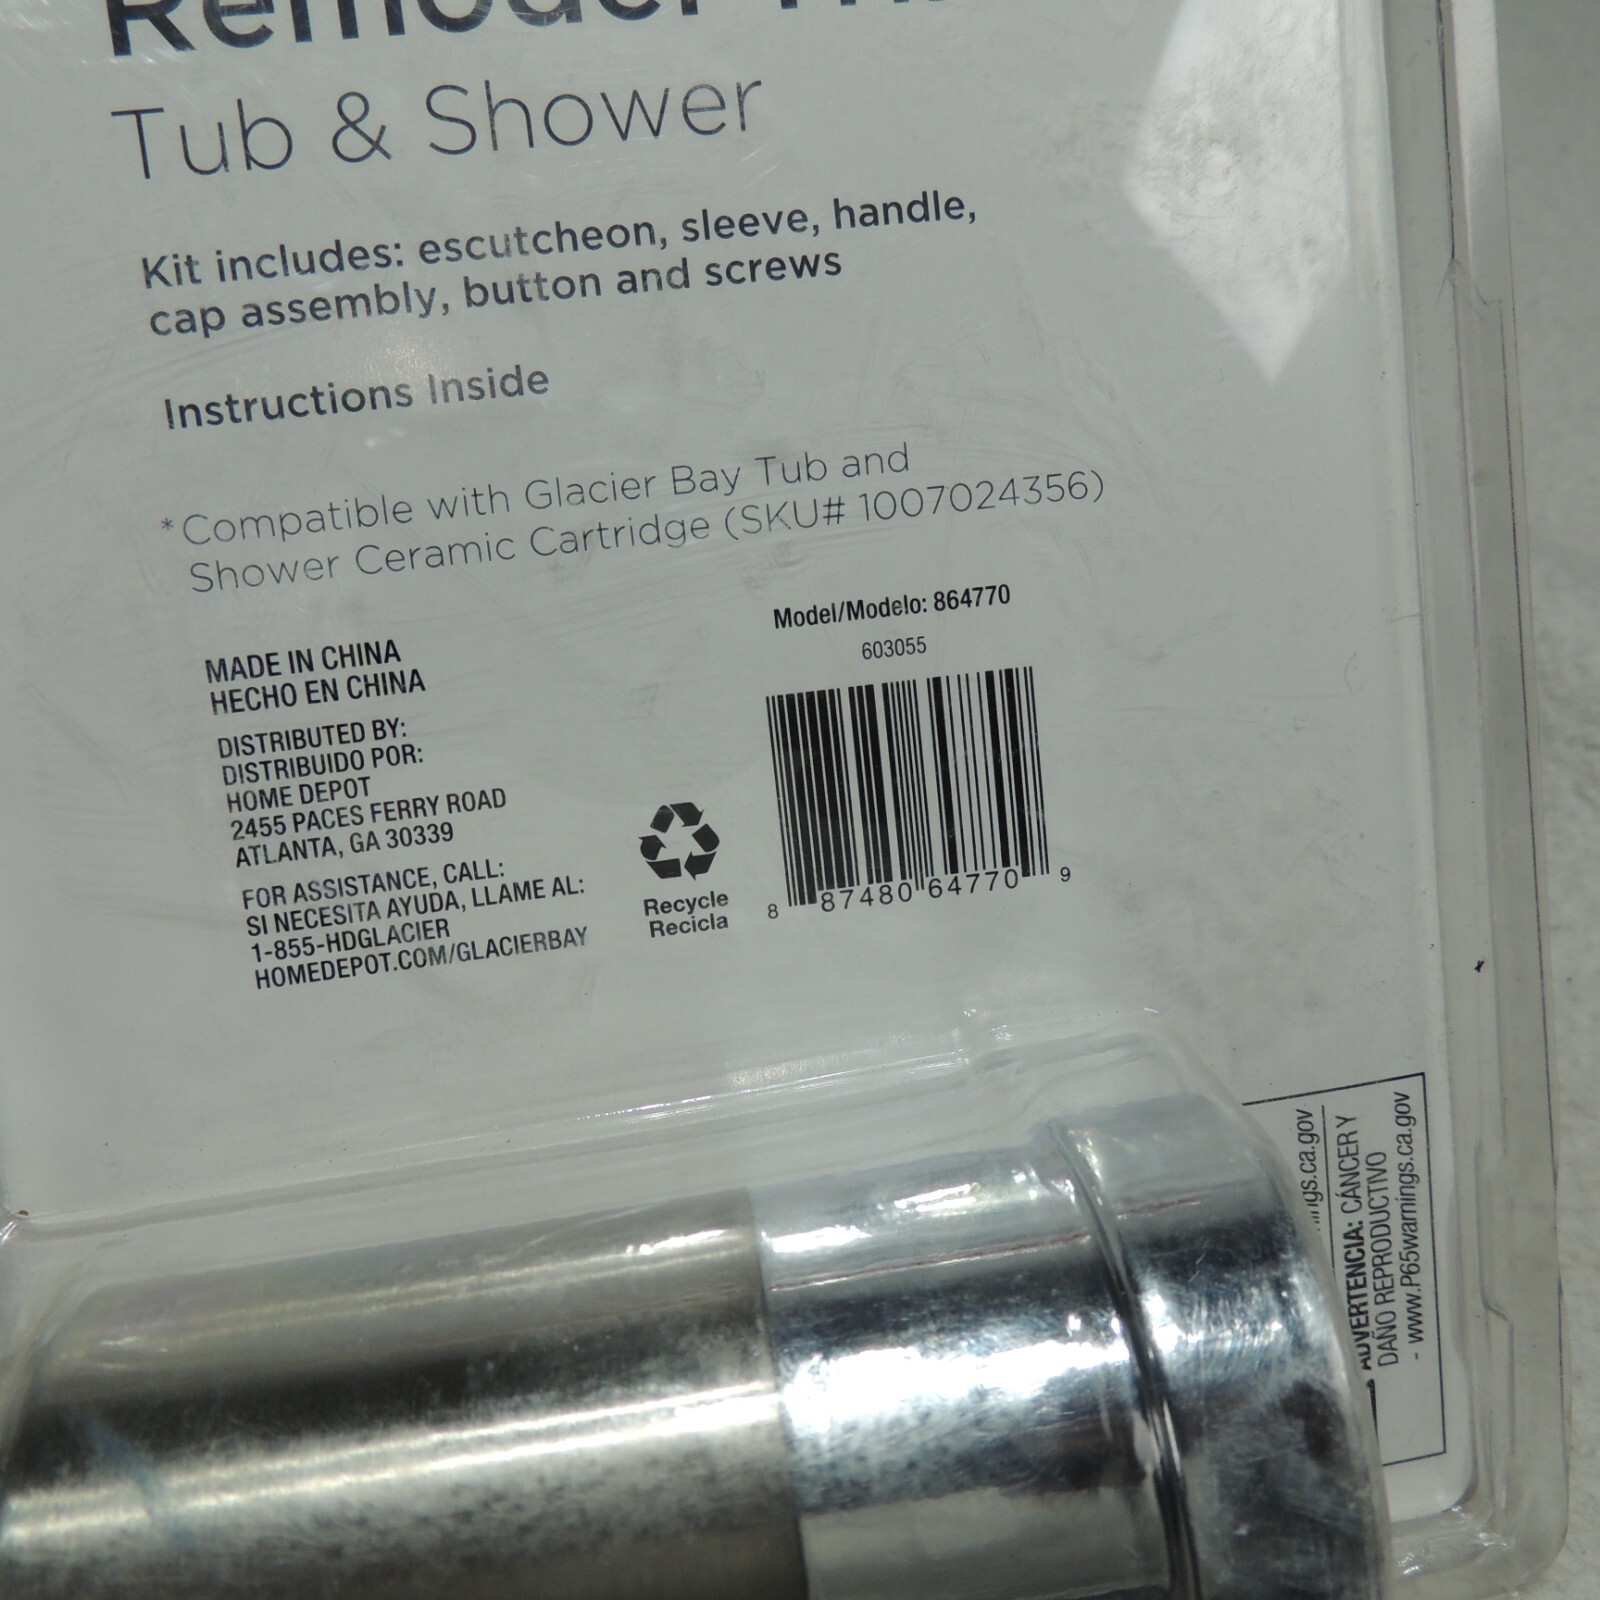 Remodel
Tub & Shower
Kit includes: escutcheon, sleeve, handle,
cap assembly, button and screws
Instructions Inside
*Compatible with Glacier Bay Tub and
Shower Ceramic Cartridge (SKU# 1007024356)
Model/Modelo: 864770
603055
MADE IN CHINA
HECHO EN CHINA
DISTRIBUTED BY:
DISTRIBUIDO POR:
HOME DEPOT
2455 PACES FERRY ROAD
ATLANTA, GA 30339
FOR ASSISTANCE, CALL:
SI NECESITA AYUDA, LLAME AL:
1-855-HDGLACIER
HOMEDEPOT.COM/GLACIERBAY
Recycle
Recicla
8 87480 64770 9
ADVERTENCIA: CÁNCER Y
DAÑO REPRODUCTIVO
- www.P65warnings.ca.gov